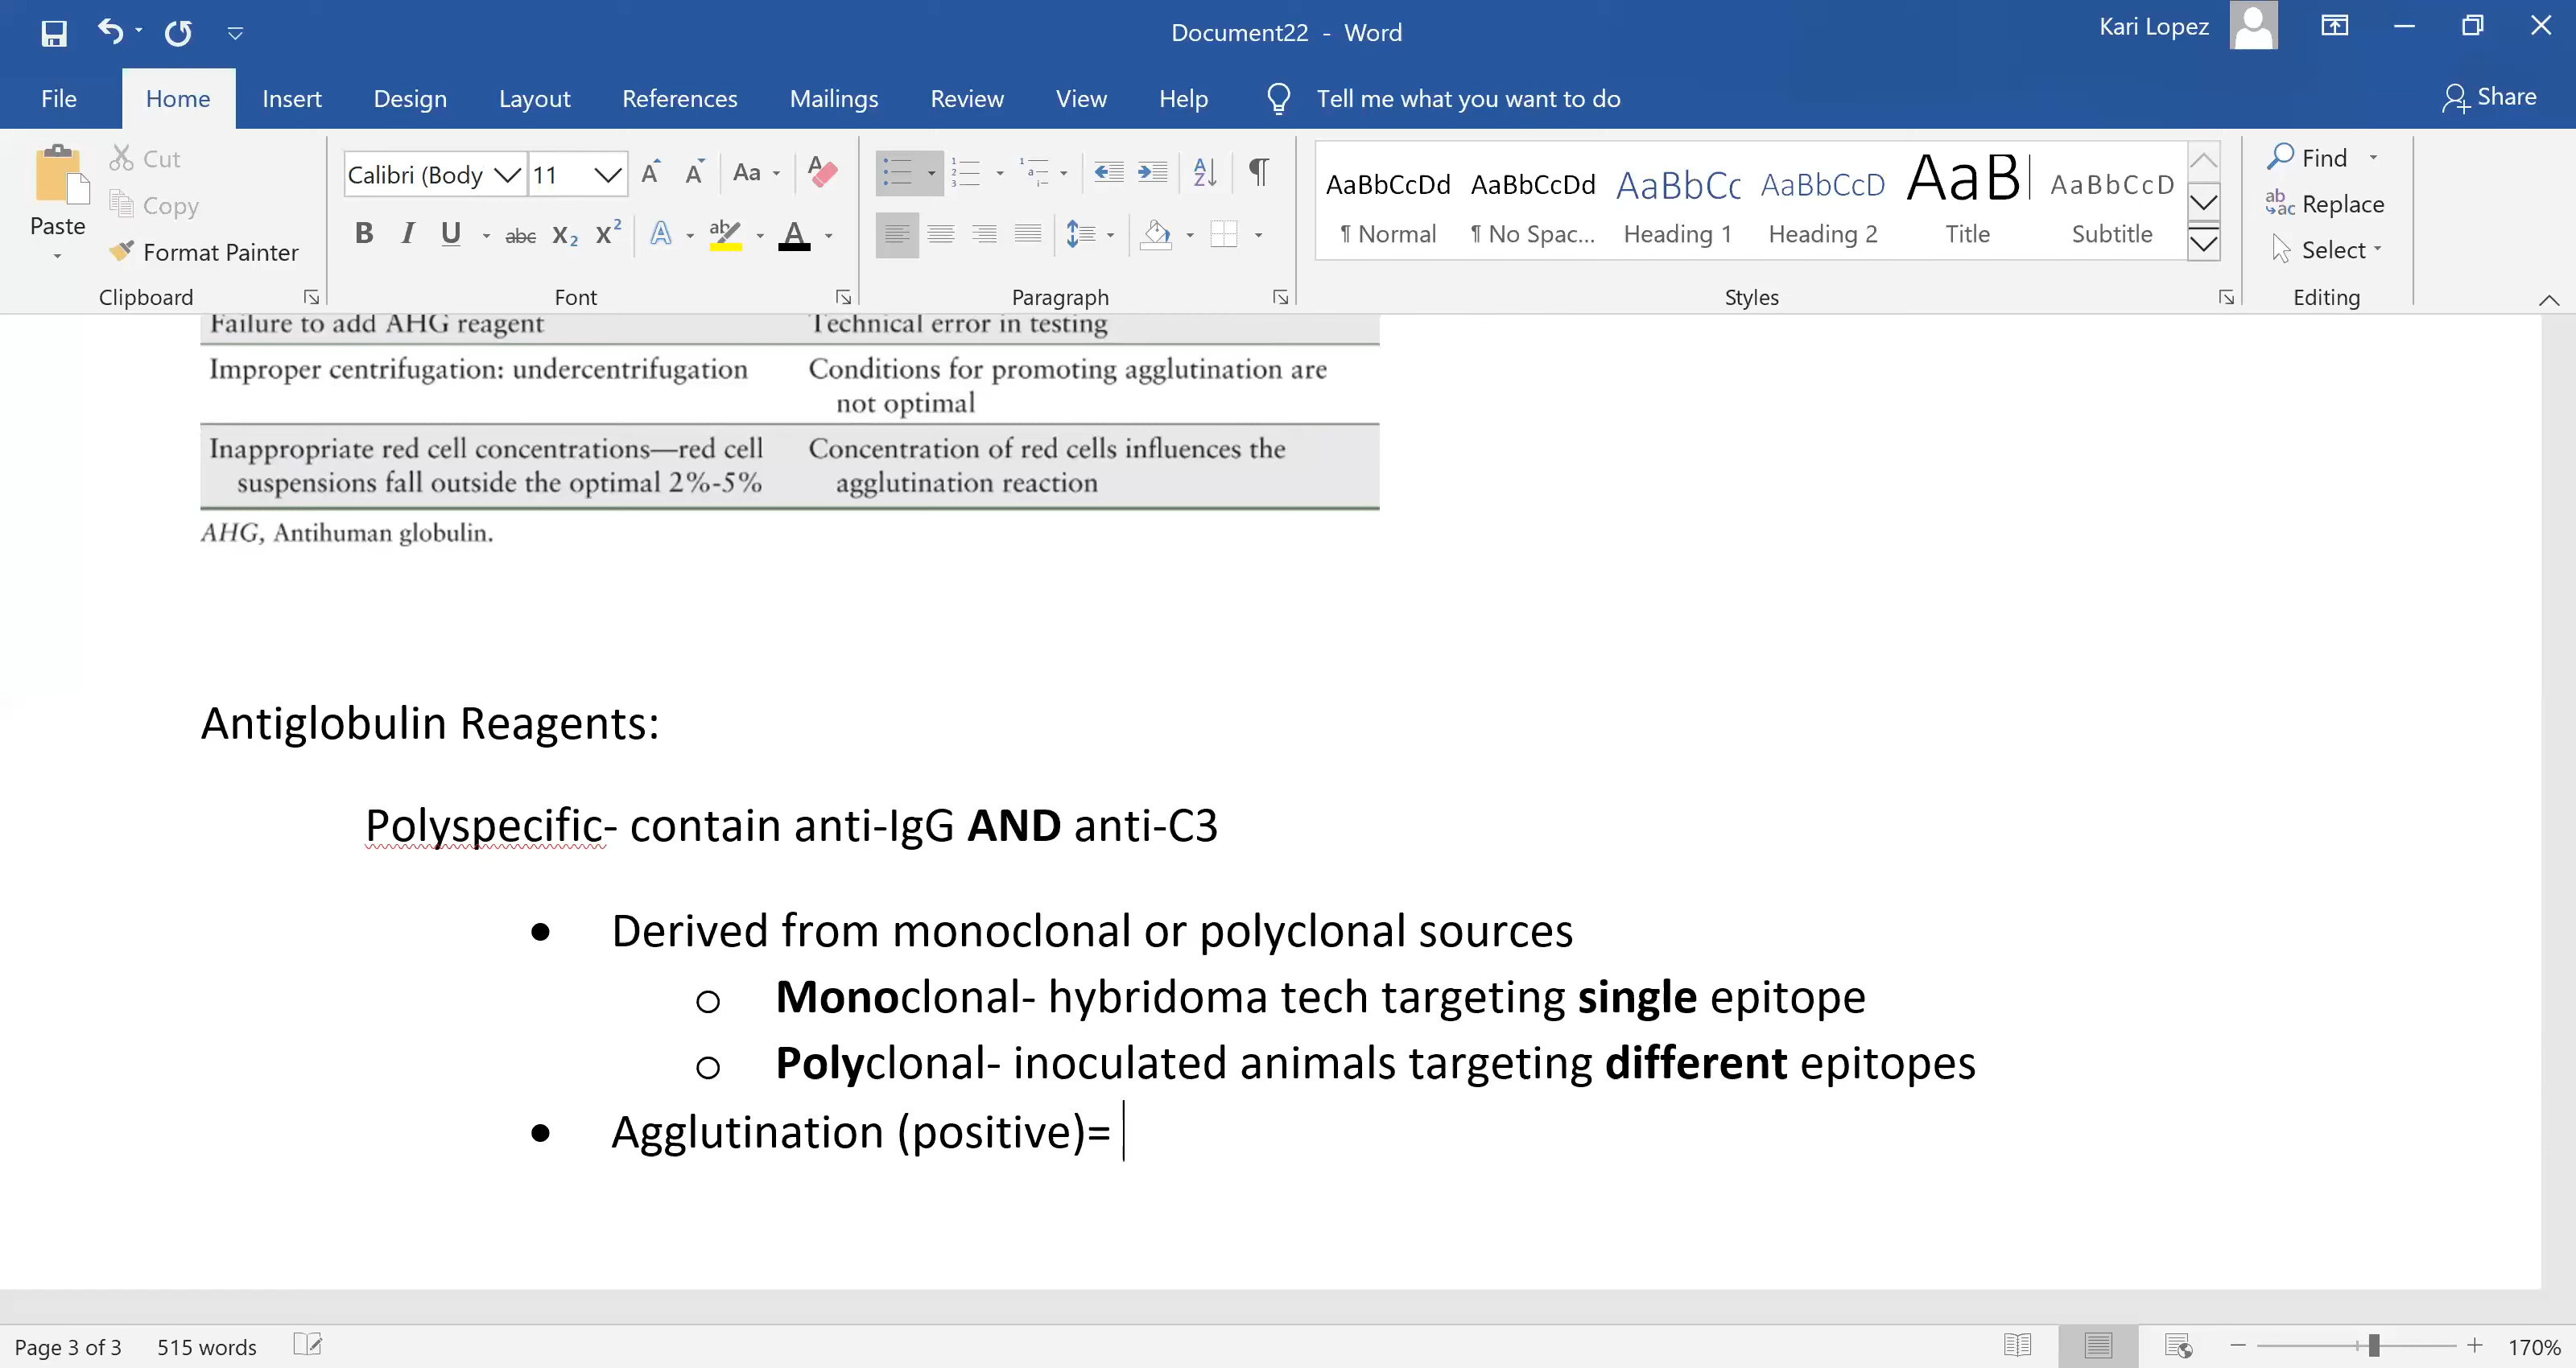 Document22 - Word
Kari Lopez
File Home Insert Design Layout References Mailings Review View Help Tell me what you want to do Share
Paste
Cut
Copy
Format Painter
Clipboard
Calibri (Body 11
Aa
B I U abc X₂ X²
Font
Paragraph
AaBbCcDd AaBbCcDd AaBbCc AaBbCcD AaB AaBbCcD
¶ Normal ¶ No Spac... Heading 1 Heading 2 Title Subtitle
Styles
Find
Replace
Select
Editing
Failure to add AHG reagent Technical error in testing
Improper centrifugation: undercentrifugation Conditions for promoting agglutination are
not optimal
Inappropriate red cell concentrations—red cell Concentration of red cells influences the
suspensions fall outside the optimal 2%-5% agglutination reaction
AHG, Antihuman globulin.
Antiglobulin Reagents:
Polyspecific- contain anti-IgG AND anti-C3
• Derived from monoclonal or polyclonal sources
o Monoclonal- hybridoma tech targeting single epitope
o Polyclonal- inoculated animals targeting different epitopes
• Agglutination (positive)=
Page 3 of 3 515 words 170%